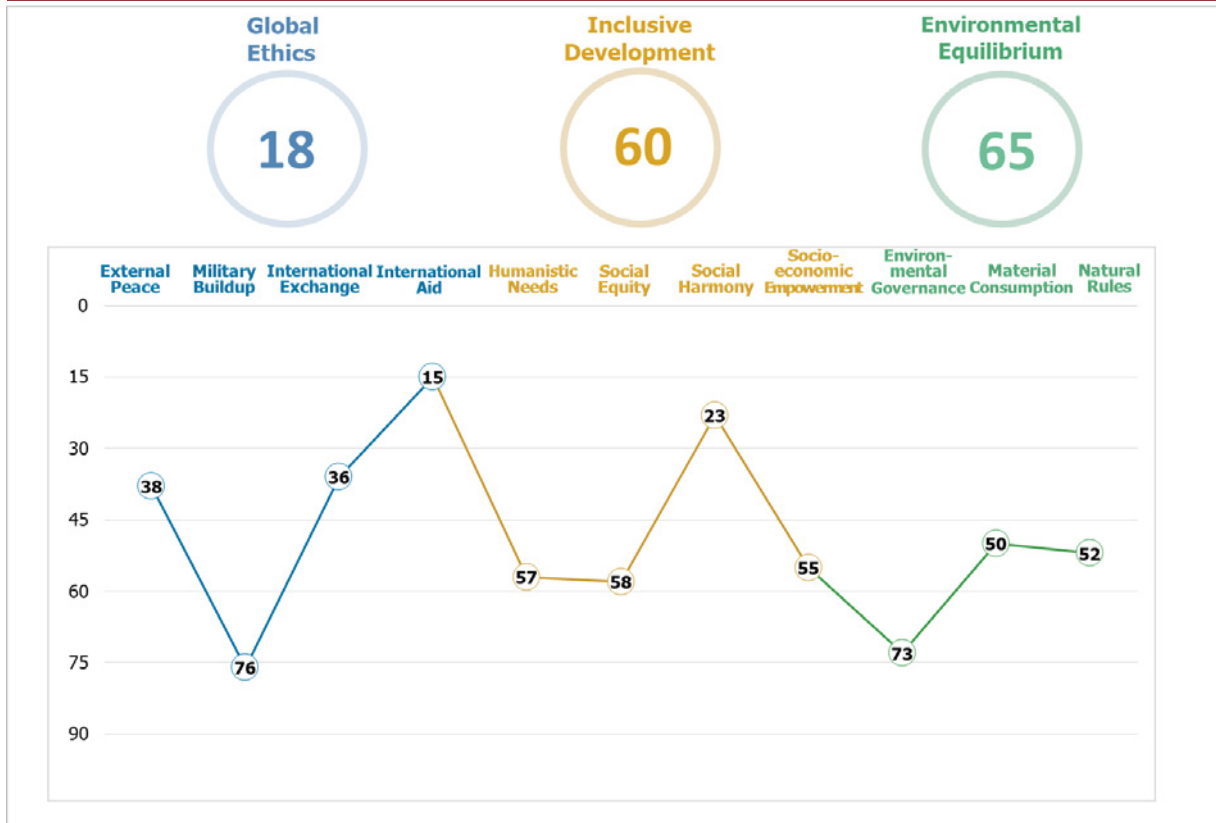 Global
Ethics
Inclusive
Development
Environmental
Equilibrium
18
60
65
External
Peace
Military
Buildup
International
Exchange
International
Aid
Humanistic
Needs
Social
Equity
Social
Harmony
Socio-
economic
Empowerment
Environ-
mental
Governance
Material
Consumption
Natural
Rules
0
15
30
45
60
75
90
38
76
36
15
57
58
23
55
73
50
52